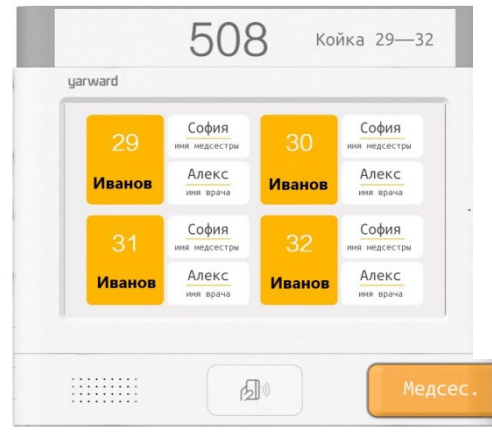 508 Койка 29—32
yarward
29
Иванов
София
имя медсестры
Алекс
имя врача
30
Иванов
София
имя медсестры
Алекс
имя врача
31
Иванов
София
имя медсестры
Алекс
имя врача
32
Иванов
София
имя медсестры
Алекс
имя врача
Медсес.